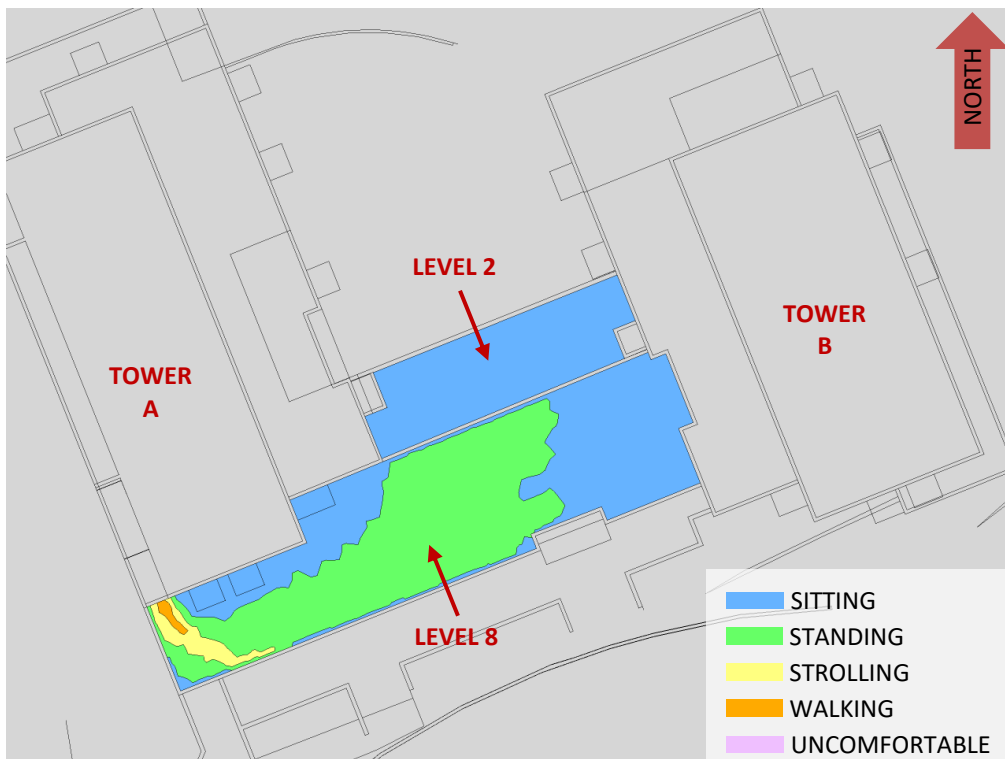 NORTH
LEVEL 2
TOWER
B
TOWER
A
LEVEL 8
SITTING
STANDING
STROLLING
WALKING
UNCOMFORTABLE